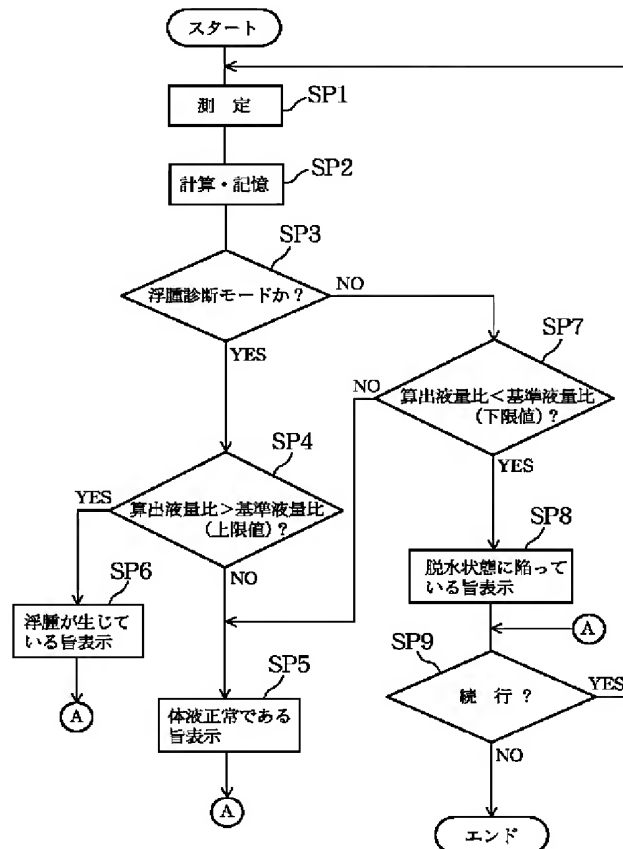 スタート
測 定
SP1
計算・記憶
SP2
SP3
浮腫診断モードか？
NO
YES
SP7
算出液量比＜基準液量比
(下限値)？
NO
YES
SP4
算出液量比＞基準液量比
(上限値)？
YES
NO
SP8
脱水状態に陥って
いる旨表示
SP6
浮腫が生じて
いる旨表示
A
A
SP5
体液正常である
旨表示
A
SP9
続 行？
YES
NO
エンド